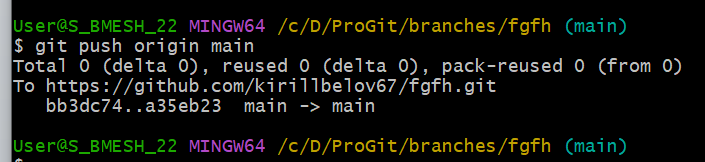 User@S_BMESH_22 MINGW64 /c/D/ProGit/branches/fgfh (main)
$ git push origin main
Total 0 (delta 0), reused 0 (delta 0), pack-reused 0 (from 0)
To https://github.com/kirillbelov67/fgfh.git
   bb3dc74..a35eb23  main -> main

User@S_BMESH_22 MINGW64 /c/D/ProGit/branches/fgfh (main)